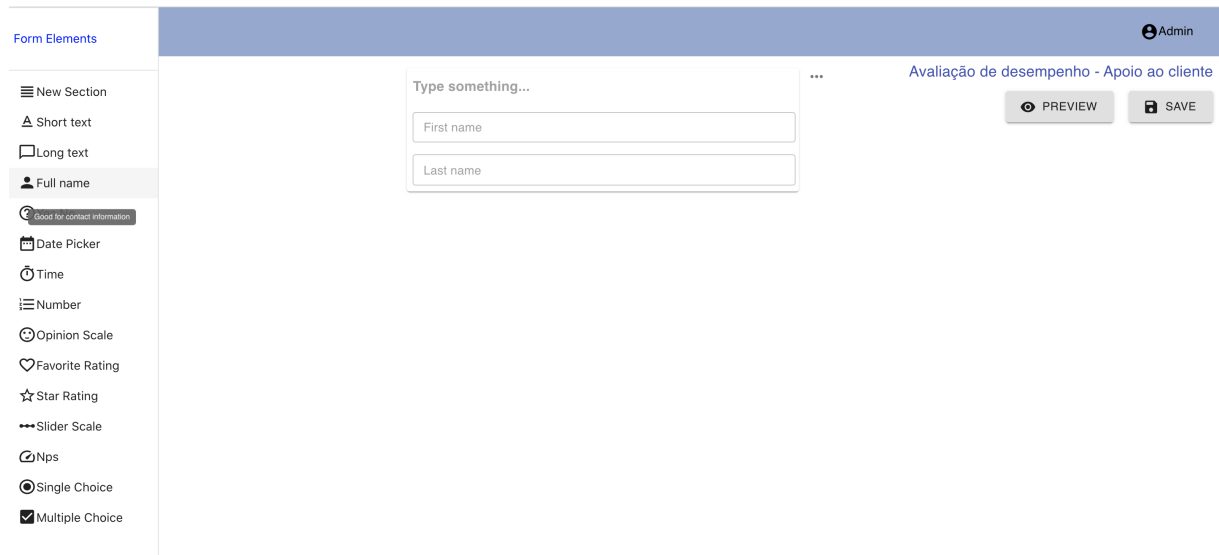 Form Elements
Admin
New Section
Short text
Long text
Full name
Good for contact information
Date Picker
Time
Number
Opinion Scale
Favorite Rating
Star Rating
Slider Scale
Nps
Single Choice
Multiple Choice
Type something...
First name
Last name
Avaliação de desempenho - Apoio ao cliente
PREVIEW
SAVE